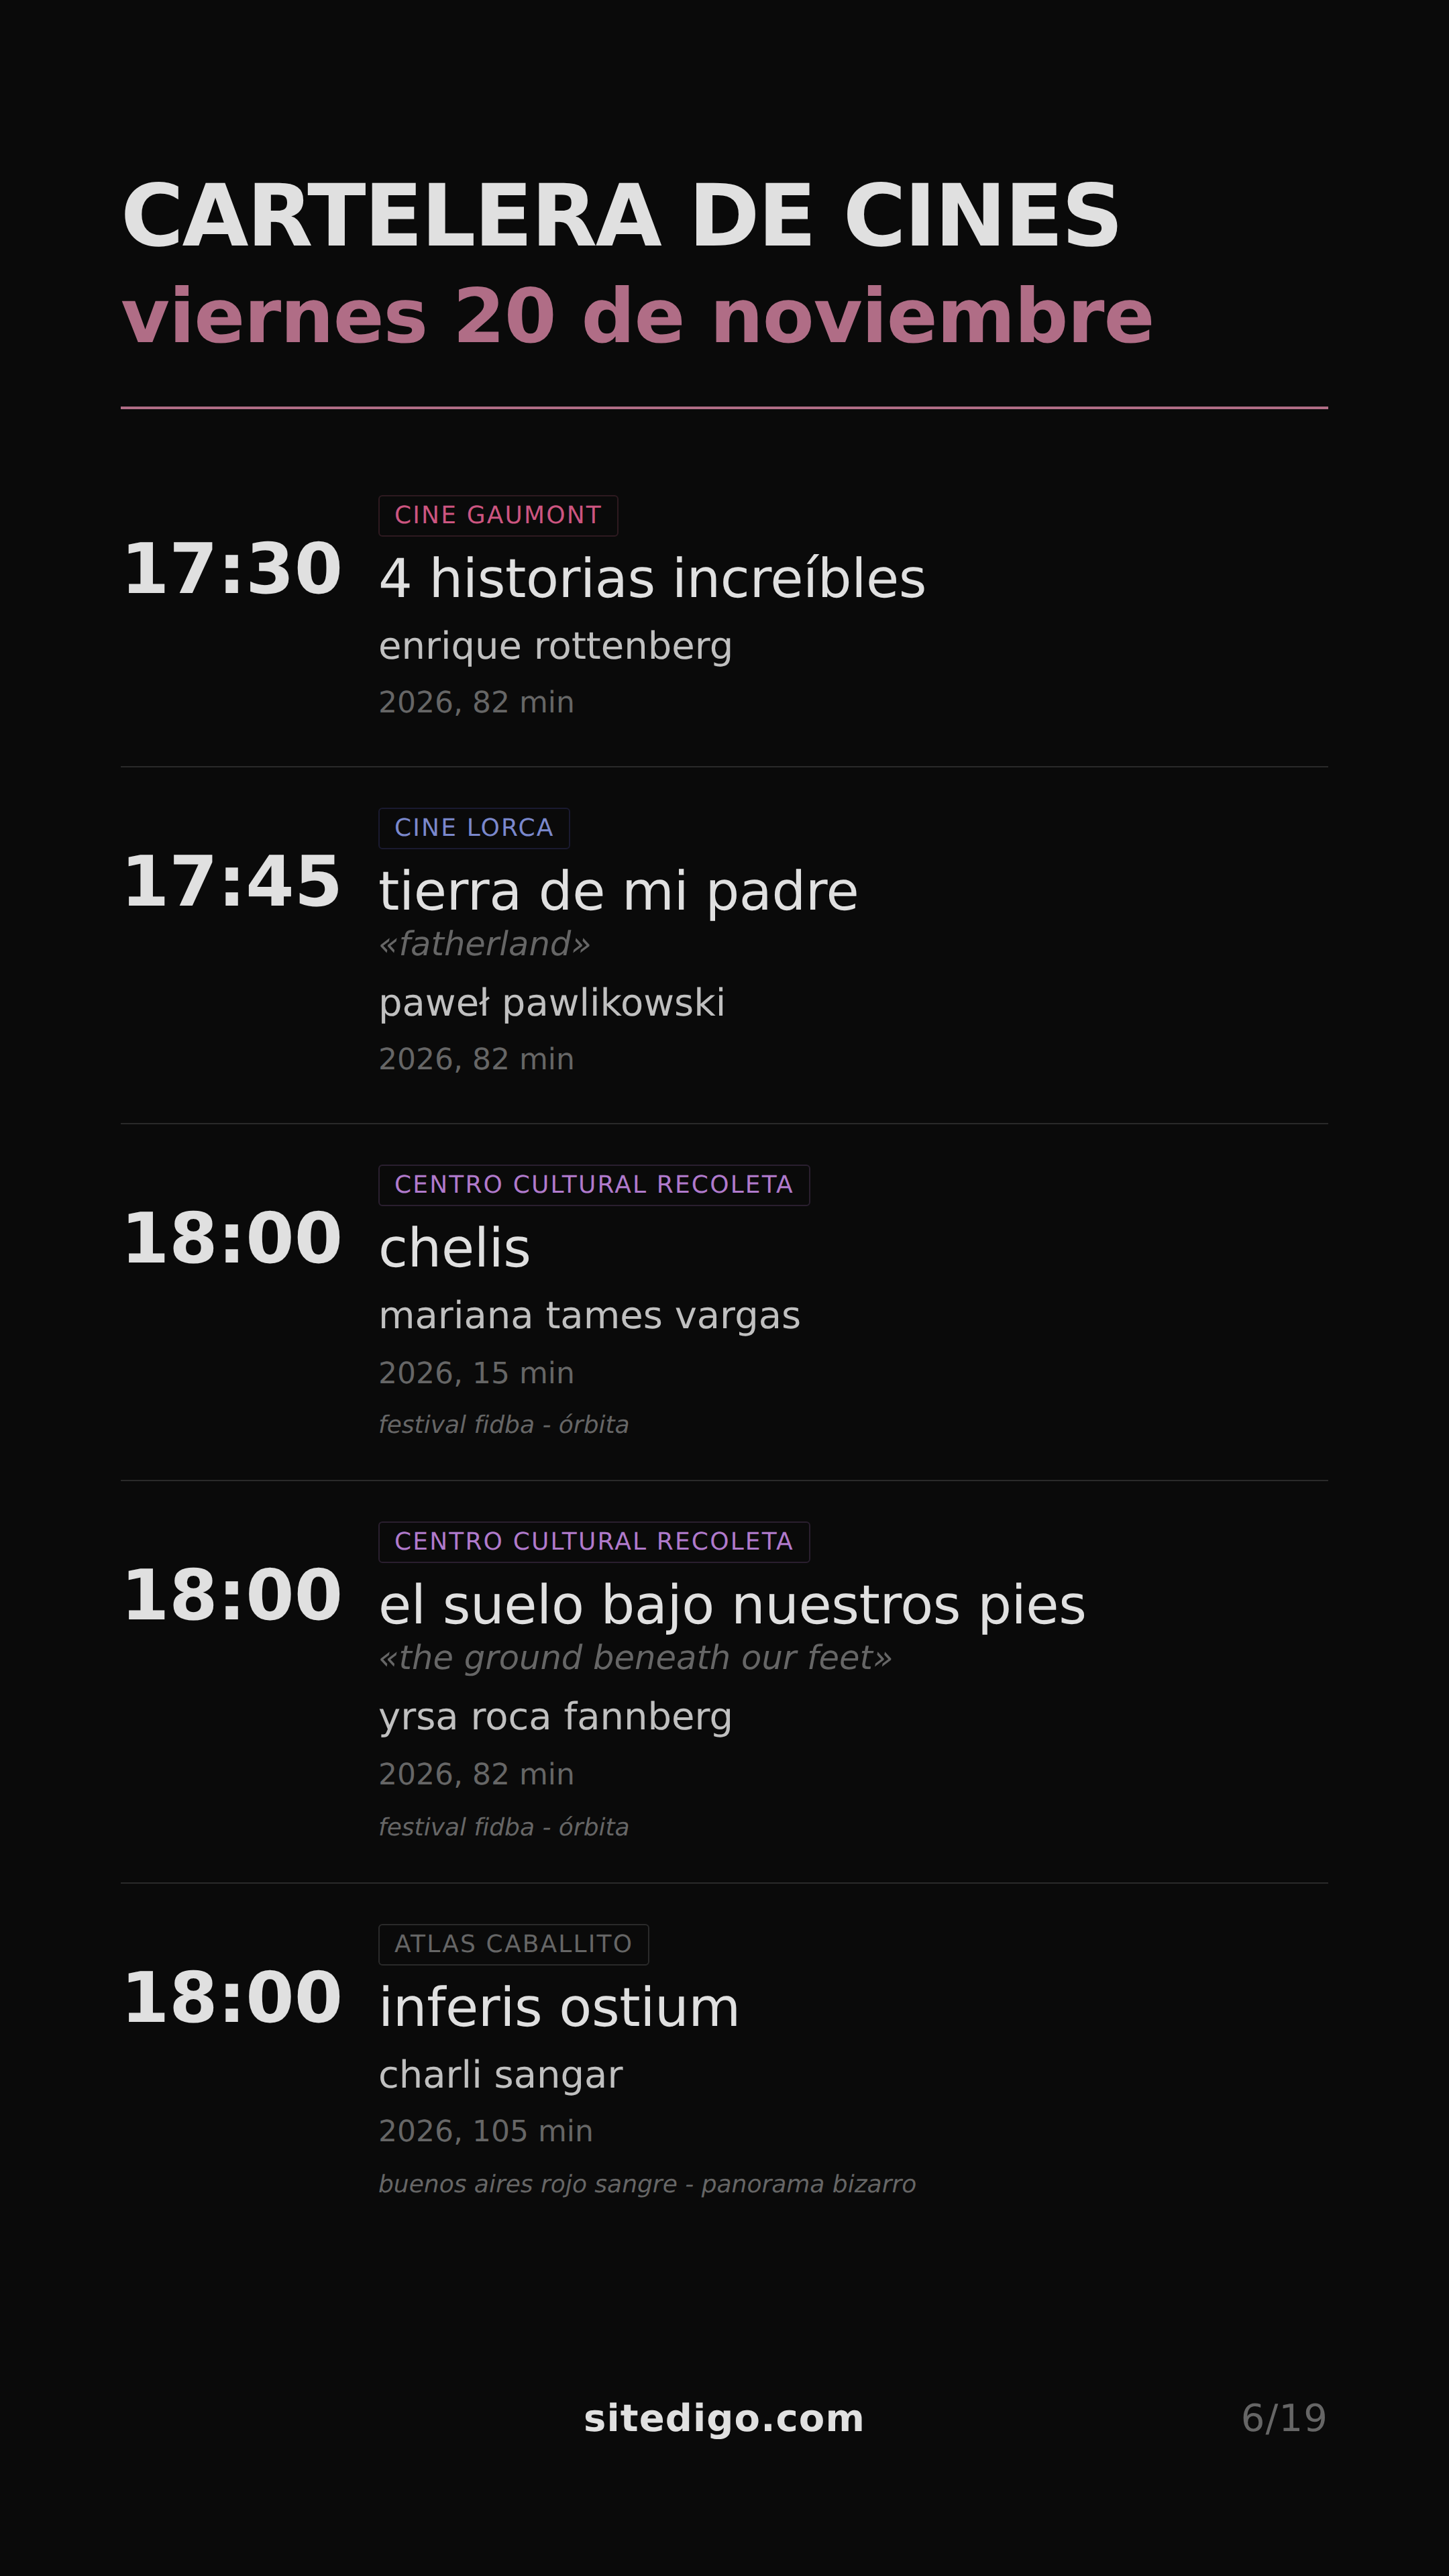 CARTELERA DE CINES
viernes 20 de noviembre
CINE GAUMONT
17:30
4 historias increíbles
enrique rottenberg
2026, 82 min
CINE LORCA
17:45
tierra de mi padre
«fatherland»
paweł pawlikowski
2026, 82 min
CENTRO CULTURAL RECOLETA
18:00
chelis
mariana tames vargas
2026, 15 min
festival fidba - órbita
CENTRO CULTURAL RECOLETA
18:00
el suelo bajo nuestros pies
«the ground beneath our feet»
yrsa roca fannberg
2026, 82 min
festival fidba - órbita
ATLAS CABALLITO
18:00
inferis ostium
charli sangar
2026, 105 min
buenos aires rojo sangre - panorama bizarro
sitedigo.com
6/19